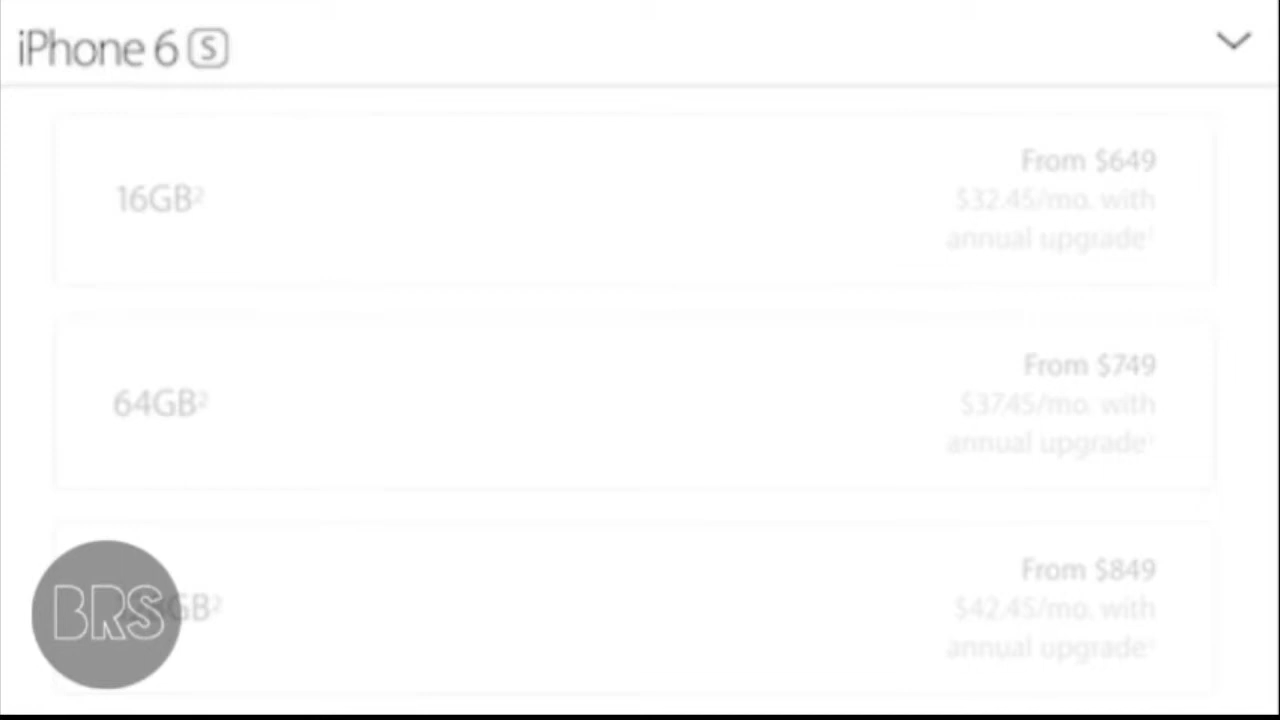 iPhone 6 S
From $649
16GB²
$32.45/mo. with
annual upgrade¹
From $749
64GB²
$37.45/mo. with
annual upgrade¹
From $849
BRS
GB²
$42.45/mo. with
annual upgrade¹